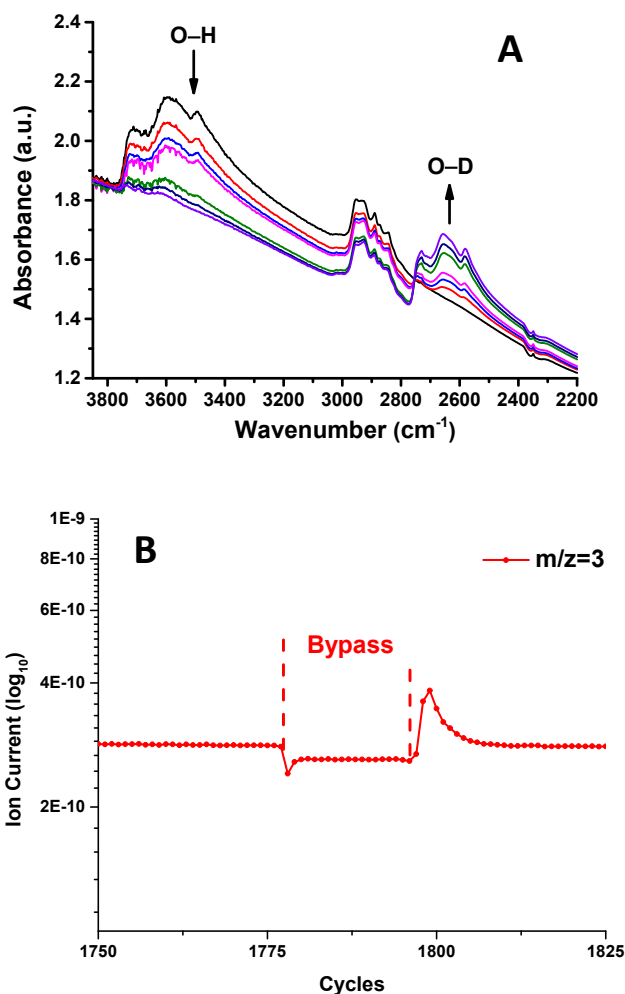 A
O–H
O–D
Absorbance (a.u.)
2.4
2.2
2.0
1.8
1.6
1.4
1.2
3800 3600 3400 3200 3000 2800 2600 2400 2200
Wavenumber (cm⁻¹)
B
m/z=3
Bypass
Ion Current (log₁₀)
1E-9
8E-10
6E-10
4E-10
2E-10
1750 1775 1800 1825
Cycles